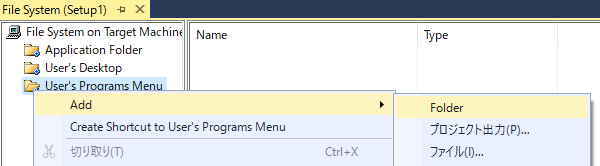 File System (Setup1)
File System on Target Machine
Name
Type
Application Folder
User's Desktop
User's Programs Menu
Add
Folder
Create Shortcut to User's Programs Menu
プロジェクト出力(P)...
切り取り(T)
Ctrl+X
ファイル(I)...